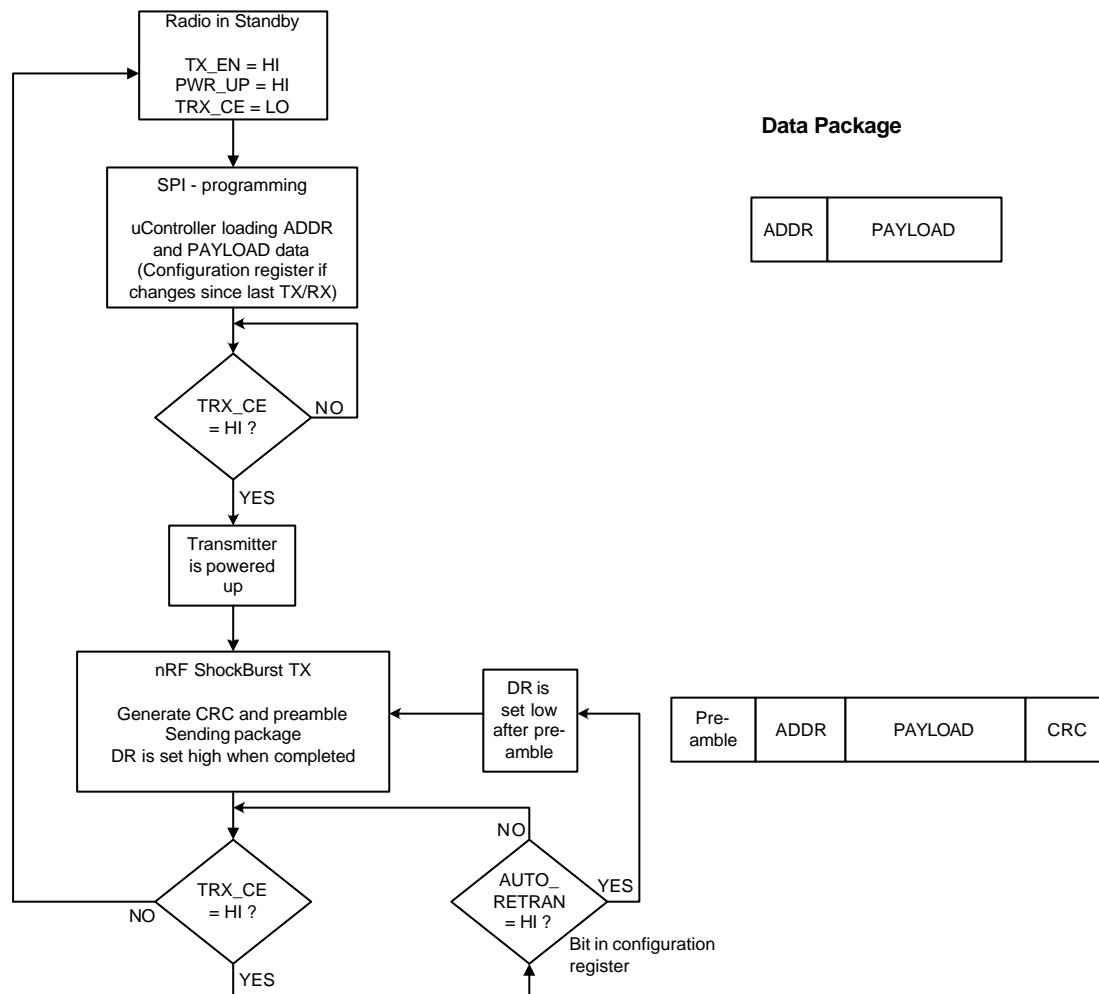 Radio in Standby
TX_EN = HI
PWR_UP = HI
TRX_CE = LO
Data Package
SPI - programming
uController loading ADDR
and PAYLOAD data
(Configuration register if
changes since last TX/RX)
ADDR
PAYLOAD
TRX_CE
= HI ?
NO
YES
Transmitter
is powered
up
nRF ShockBurst TX
Generate CRC and preamble
Sending package
DR is set high when completed
DR is
set low
after pre-
amble
Pre-
amble
ADDR
PAYLOAD
CRC
NO
TRX_CE
= HI ?
NO
YES
AUTO_
RETRAN
= HI ?
YES
Bit in configuration
register